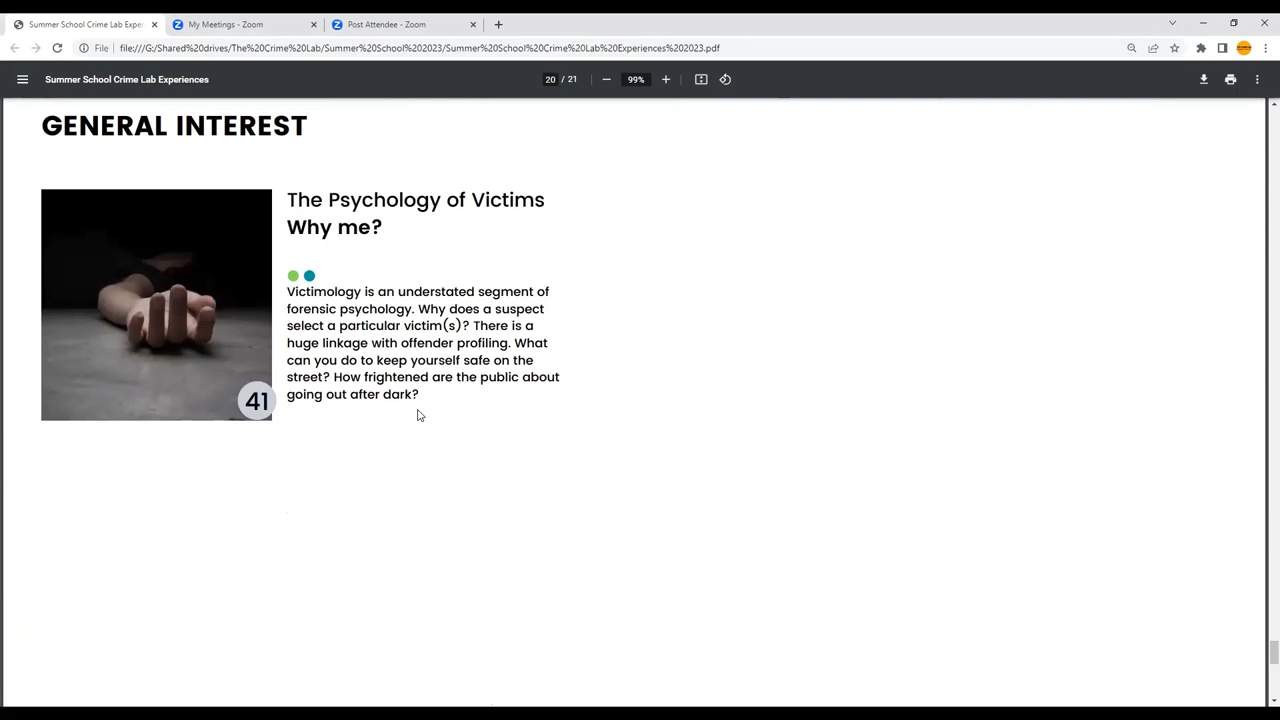 Summer School Crime Lab Exper
My Meetings - Zoom
Post Attendee - Zoom
File
file:///G:/Shared%20drives/The%20Crime%20Lab/Summer%20School%202023/Summer%20School%20Crime%20Lab%20Experiences%202023.pdf
Summer School Crime Lab Experiences
20 / 21
99%
GENERAL INTEREST
The Psychology of Victims
Why me?
Victimology is an understated segment of
forensic psychology. Why does a suspect
select a particular victim(s)? There is a
huge linkage with offender profiling. What
can you do to keep yourself safe on the
street? How frightened are the public about
going out after dark?
41